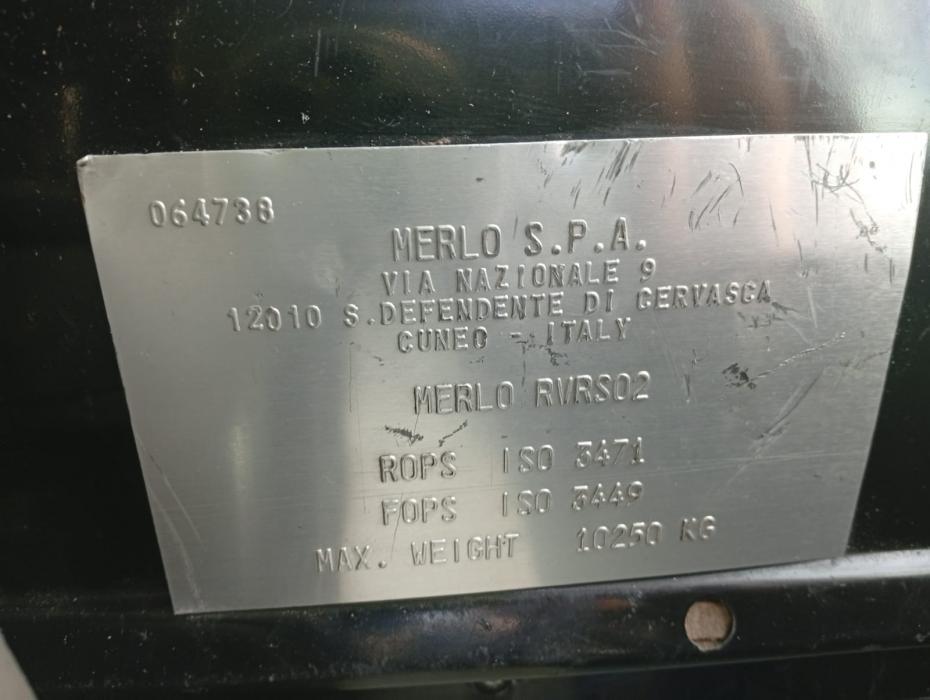 064738
MERLO S.P.A.
VIA NAZIONALE 9
12010 S.DEFENDENTE DI CERVASCA
CUNEO - ITALY
MERLO RVRS02
ROPS ISO 3471
FOPS ISO 3449
MAX. WEIGHT 10250 KG